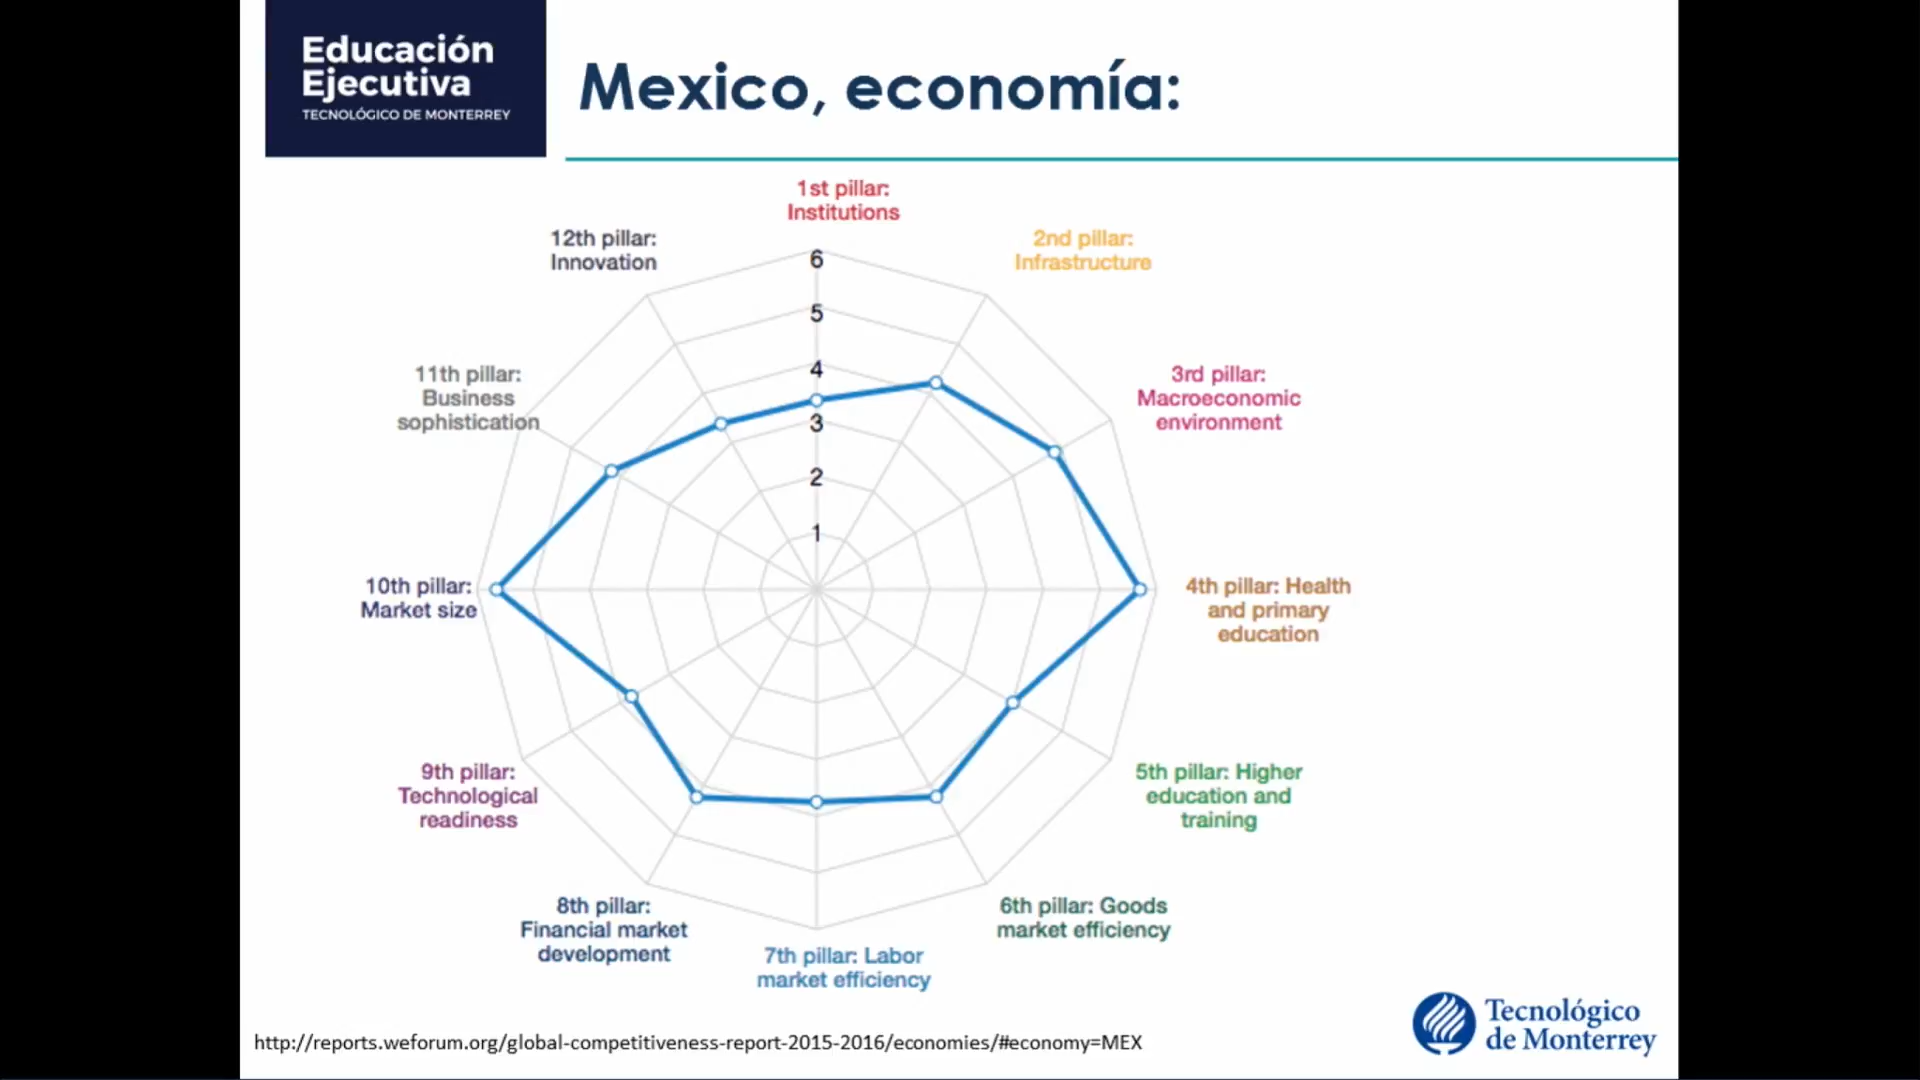 Educación
Ejecutiva
TECNOLÓGICO DE MONTERREY
Mexico, economía:
1st pillar:
Institutions
2nd pillar:
Infrastructure
3rd pillar:
Macroeconomic
environment
4th pillar: Health
and primary
education
5th pillar: Higher
education and
training
6th pillar: Goods
market efficiency
7th pillar: Labor
market efficiency
8th pillar:
Financial market
development
9th pillar:
Technological
readiness
10th pillar:
Market size
11th pillar:
Business
sophistication
12th pillar:
Innovation
6
5
4
3
2
1
http://reports.weforum.org/global-competitiveness-report-2015-2016/economies/#economy=MEX
Tecnológico
de Monterrey